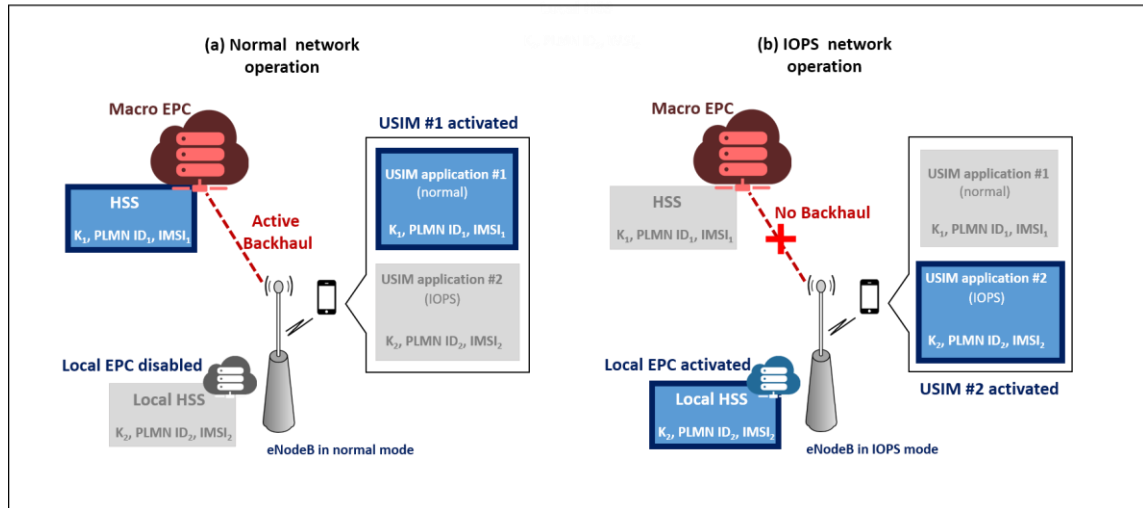 (a) Normal network
operation
Macro EPC
USIM #1 activated
USIM application #1
(normal)
K₁, PLMN ID₁, IMSI₁
HSS
K₁, PLMN ID₁, IMSI₁
Active
Backhaul
USIM application #2
(IOPS)
K₂, PLMN ID₂, IMSI₂
Local EPC disabled
Local HSS
K₂, PLMN ID₂, IMSI₂
eNodeB in normal mode
(b) IOPS network
operation
Macro EPC
USIM application #1
(normal)
K₁, PLMN ID₁, IMSI₁
HSS
K₁, PLMN ID₁, IMSI₁
No Backhaul
USIM application #2
(IOPS)
K₂, PLMN ID₂, IMSI₂
USIM #2 activated
Local EPC activated
Local HSS
K₂, PLMN ID₂, IMSI₂
eNodeB in IOPS mode